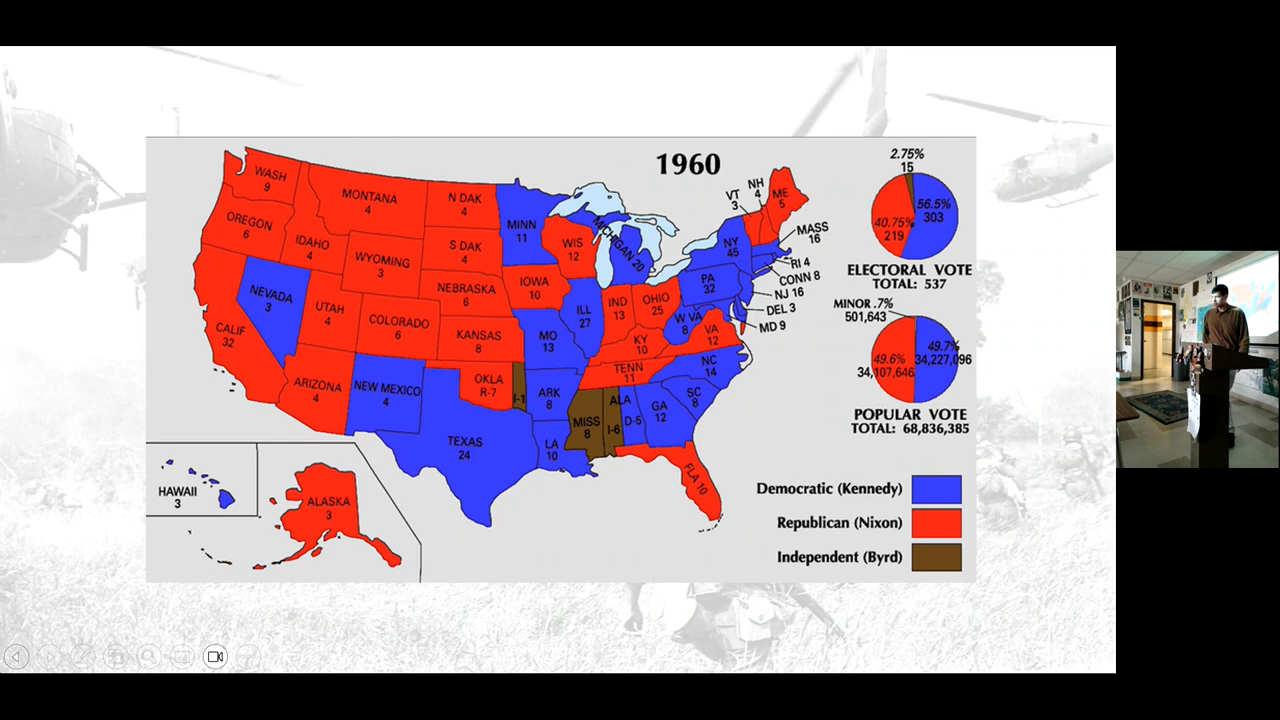 1960
WASH
9
OREGON
6
CALIF
32
NEVADA
3
IDAHO
4
MONTANA
4
WYOMING
3
UTAH
4
ARIZONA
4
COLORADO
6
NEW MEXICO
4
N DAK
4
S DAK
4
NEBRASKA
6
KANSAS
8
OKLA
R-7
I-1
TEXAS
24
MINN
11
IOWA
10
MO
13
ARK
8
LA
10
WIS
12
ILL
27
MICHIGAN 20
IND
13
OHIO
25
KY
10
TENN
11
MISS
8
ALA
I-6
D-5
GA
12
FLA 10
SC
8
NC
14
VA
12
W VA
8
PA
32
NY
45
VT
3
NH
4
ME
5
MASS
16
RI 4
CONN 8
NJ 16
DEL 3
MD 9
HAWAII
3
ALASKA
3
2.75%
15
56.5%
303
40.75%
219
ELECTORAL VOTE
TOTAL: 537
MINOR .7%
501,643
49.7%
34,227,096
49.6%
34,107,646
POPULAR VOTE
TOTAL: 68,836,385
Democratic (Kennedy)
Republican (Nixon)
Independent (Byrd)